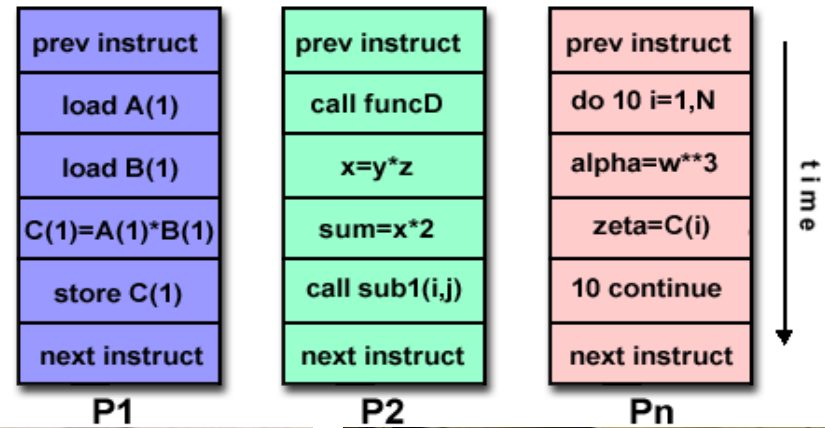 prev instruct
load A(1)
load B(1)
C(1)=A(1)*B(1)
store C(1)
next instruct
P1
prev instruct
call funcD
x=y*z
sum=x*2
call sub1(i,j)
next instruct
P2
prev instruct
do 10 i=1,N
alpha=w**3
zeta=C(i)
10 continue
next instruct
Pn
time